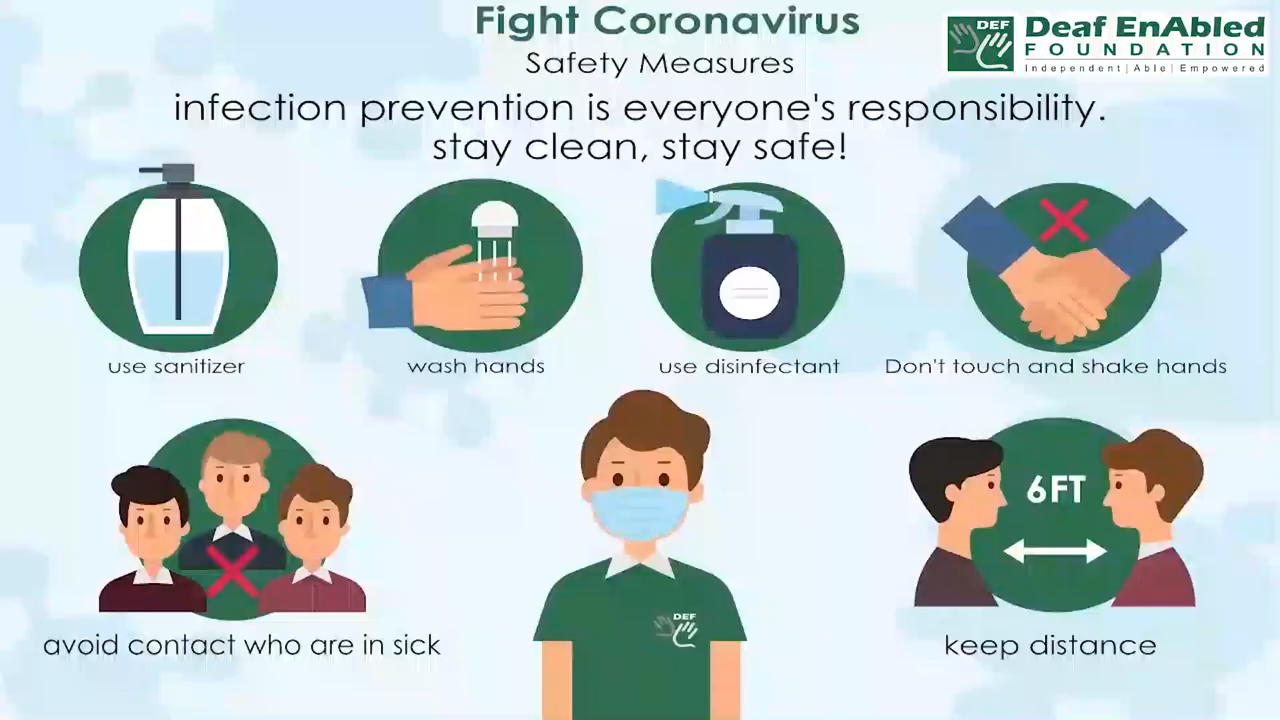 Fight Coronavirus
Safety Measures
DEF
Deaf EnAbled
FOUNDATION
Independent | Able | Empowered
infection prevention is everyone's responsibility.
stay clean, stay safe!
use sanitizer
wash hands
use disinfectant
Don't touch and shake hands
6FT
DEF
avoid contact who are in sick
keep distance